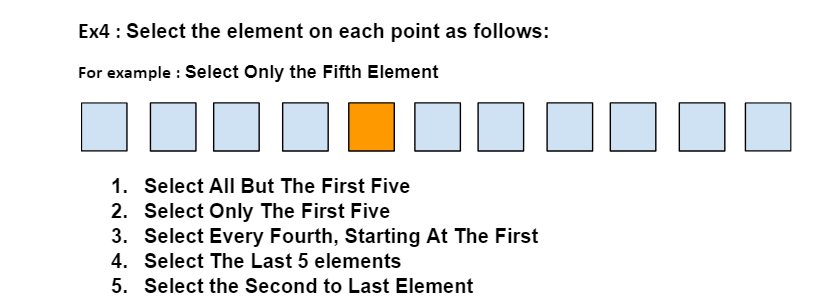 Ex4 : Select the element on each point as follows:
For example : Select Only the Fifth Element
1. Select All But The First Five
2. Select Only The First Five
3. Select Every Fourth, Starting At The First
4. Select The Last 5 elements
5. Select the Second to Last Element